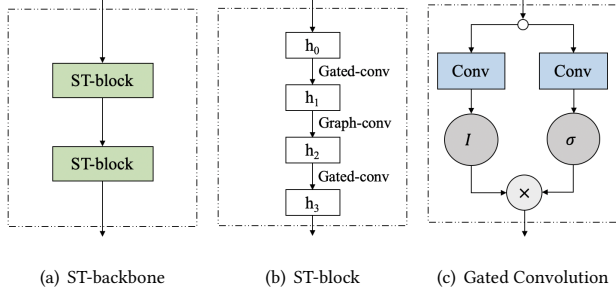 ST-block
ST-block
(a) ST-backbone
h₀
Gated-conv
h₁
Graph-conv
h₂
Gated-conv
h₃
(b) ST-block
Conv Conv
I σ
×
(c) Gated Convolution